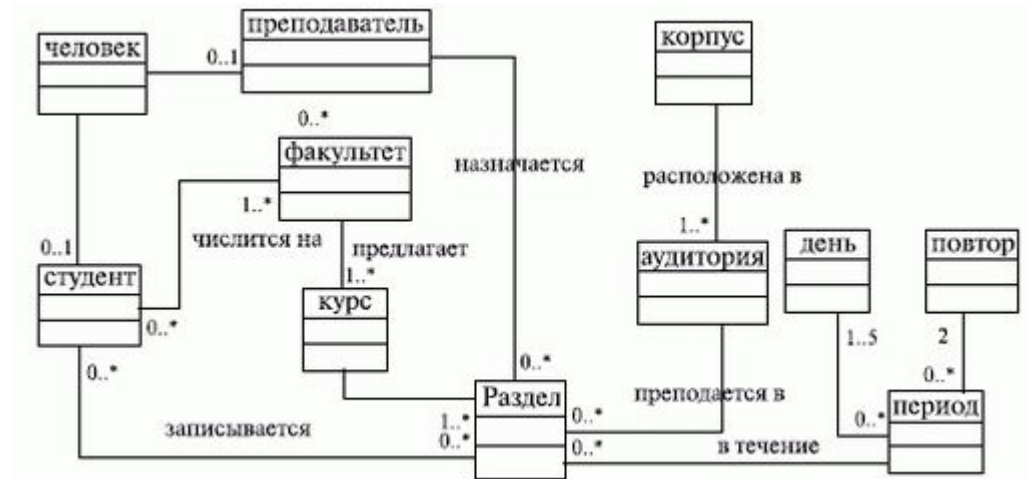 преподаватель
человек
корпус
0..1
0..*
факультет
назначается
расположена в
1..*
числится на
1..*
предлагает
0..1
1..*
аудитория
день
повтор
студент
курс
0..*
1..5
2
0..*
0..*
0..*
Раздел
преподается в
период
1..*
0..*
0..*
записывается
0..*
0..*
в течение